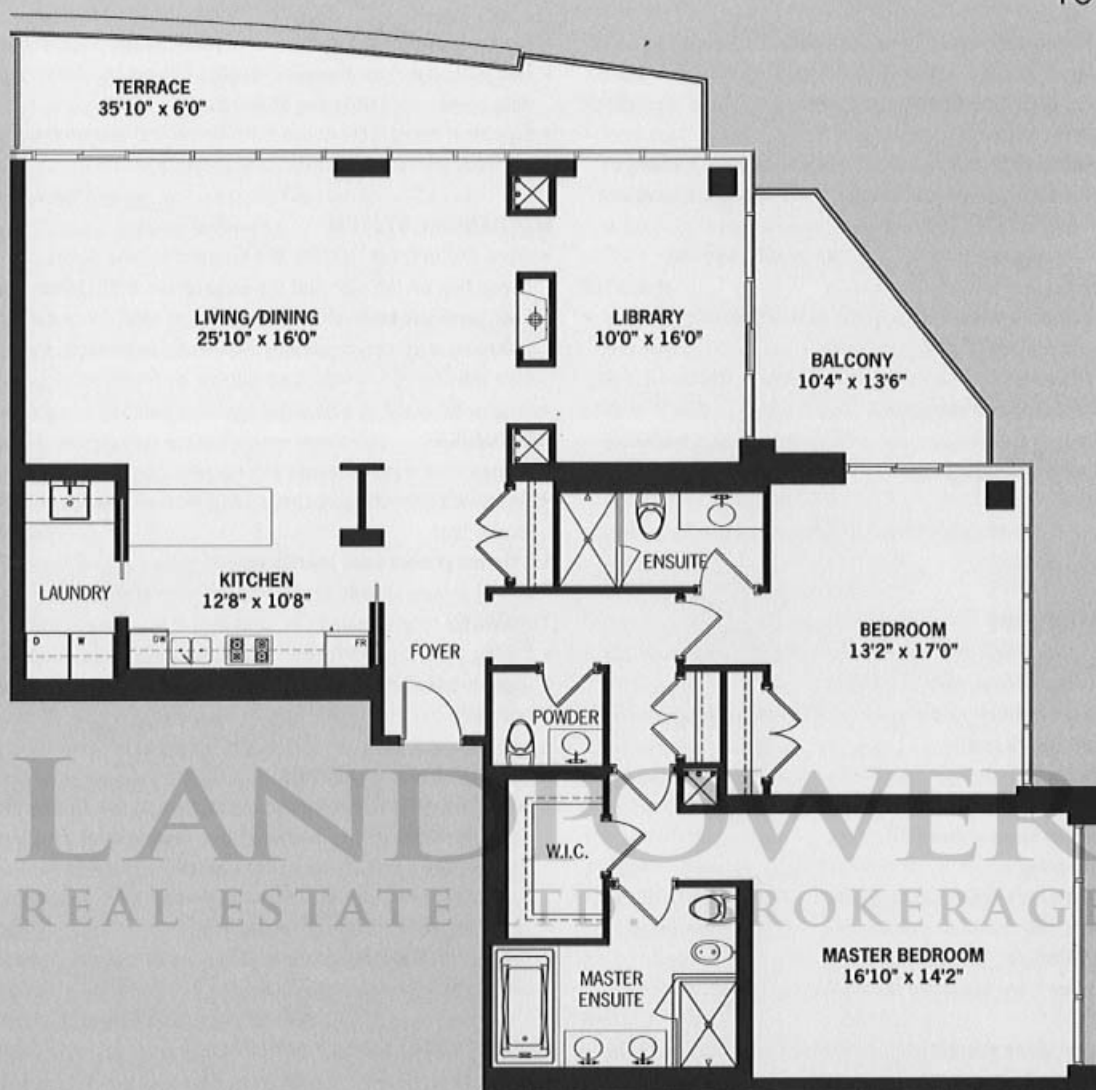 TERRACE
35'10" x 6'0"
LIVING/DINING
25'10" x 16'0"
LIBRARY
10'0" x 16'0"
BALCONY
10'4" x 13'6"
ENSUITE
LAUNDRY
KITCHEN
12'8" x 10'8"
D
W
DW
FR
FOYER
BEDROOM
13'2" x 17'0"
POWDER
LANDPOWER
REAL ESTATE LTD. BROKERAGE
W.I.C.
MASTER BEDROOM
16'10" x 14'2"
MASTER
ENSUITE